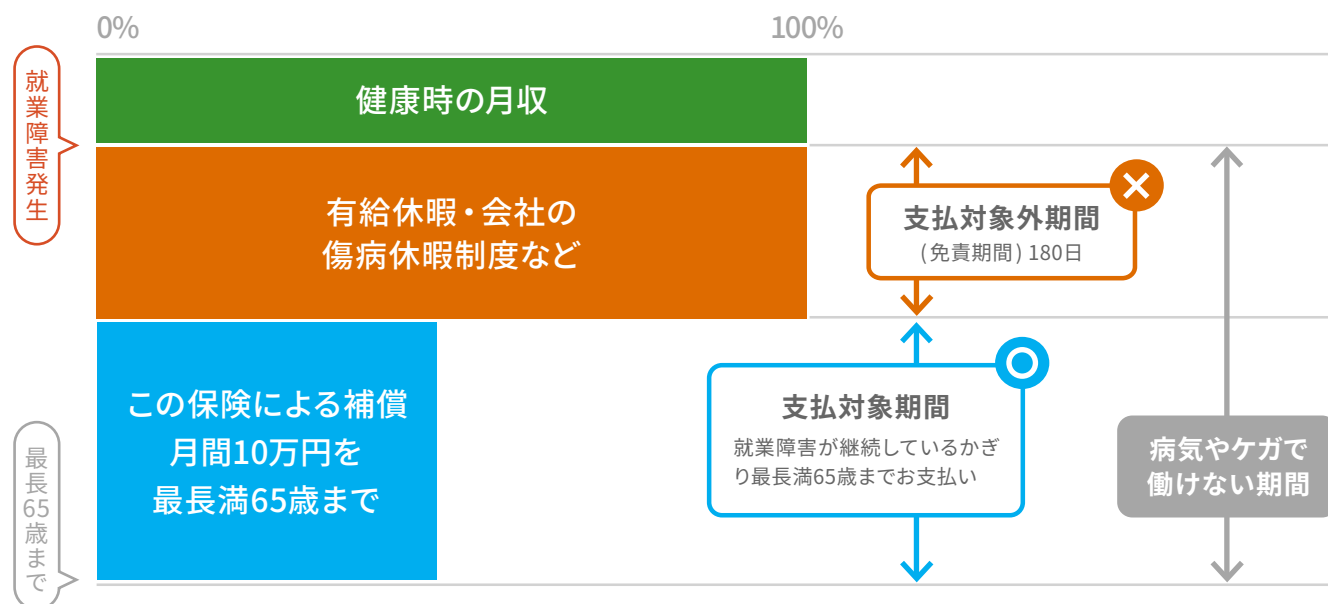 0%
100%
就業障害発生
健康時の月収
有給休暇・会社の
傷病休暇制度など
支払対象外期間
(免責期間) 180日
この保険による補償
月間10万円を
最長満65歳まで
支払対象期間
就業障害が継続しているかぎ
り最長満65歳までお支払い
病気やケガで
働けない期間
最長65歳まで